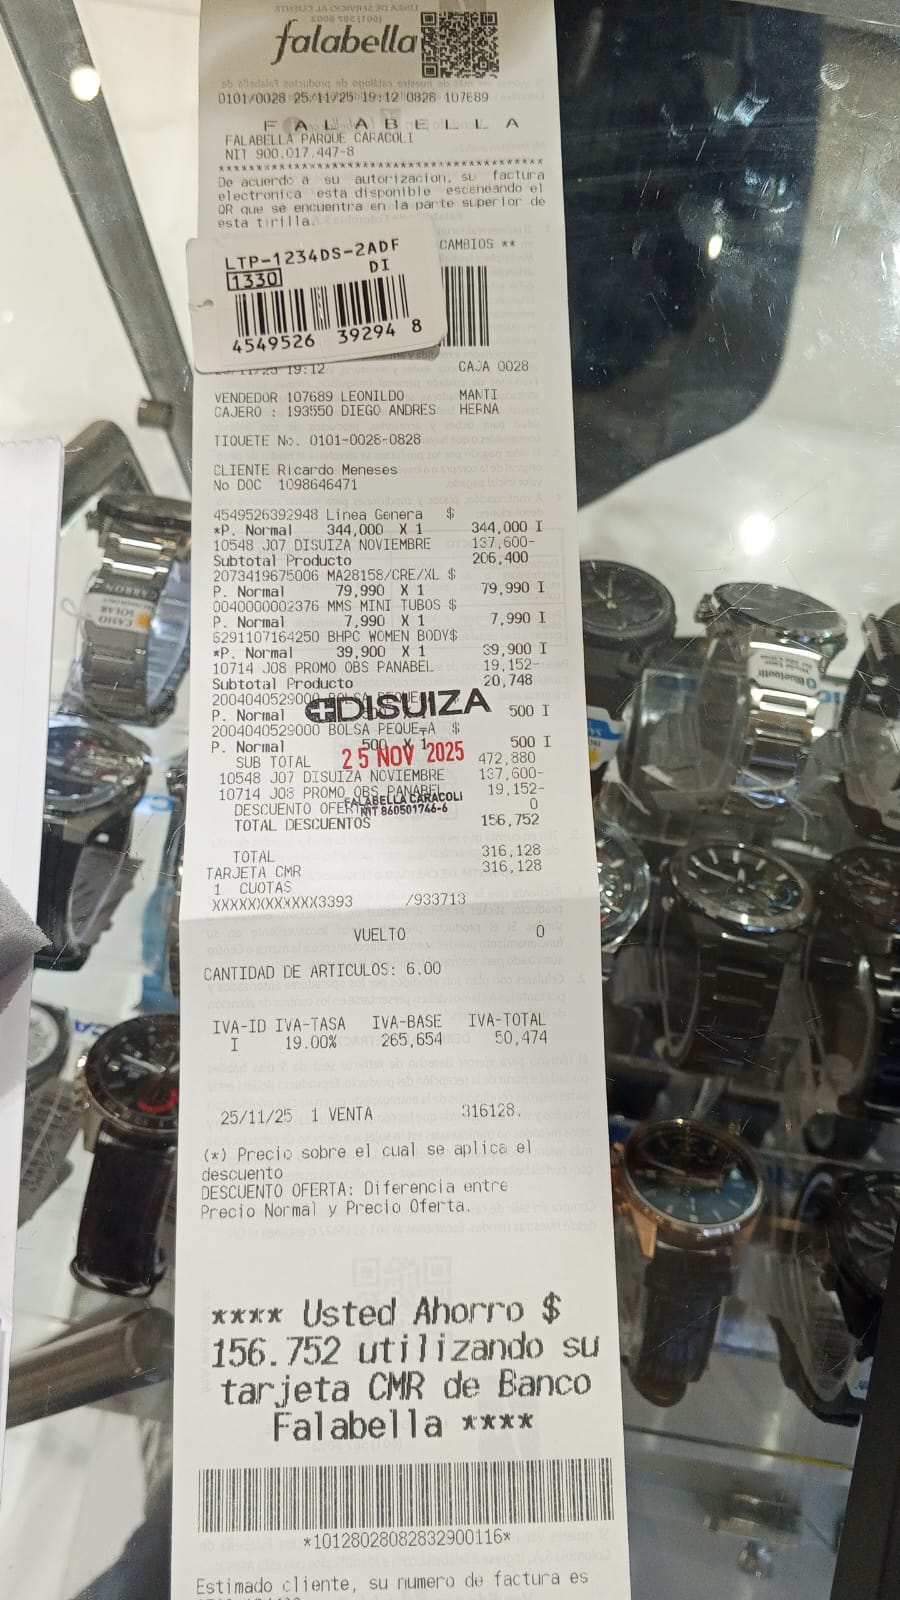 falabella
0101/0028 25/11/25 19:12 0828 107689
F A L A B E L L A
FALABELLA PARQUE CARACOLI
NIT 900.017.447-8
De acuerdo a su autorizacion, su factura
electronica esta disponible escaneando el
QR que se encuentra en la parte superior de
esta tirilla.
CAMBIOS **
LTP-1234DS-2ADF
DI
1330
4549526 39294 8
19:12 CAJA 0028
VENDEDOR 107689 LEONILDO MANTI
CAJERO : 193550 DIEGO ANDRES HERNA
TIQUETE No. 0101-0028-0828
CLIENTE Ricardo Meneses
No DOC 1098646471
4549526392948 Linea Genera $
*P. Normal 344,000 X 1 344,000 I
10548 J07 DISUIZA NOVIEMBRE 137,600-
Subtotal Producto 206,400
2073419675006 MA28158/CRE/XL $
P. Normal 79,990 X 1 79,990 I
0040000002376 MMS MINI TUBOS $
P. Normal 7,990 X 1 7,990 I
6291107164250 BHPC WOMEN BODY$
*P. Normal 39,900 X 1 39,900 I
10714 J08 PROMO OBS PANABEL 19,152-
Subtotal Producto 20,748
2004040529000 BOLSA PEQUE
DISUIZA
P. Normal 500 I
2004040529000 BOLSA PEQUE¬A $
P. Normal 500 X 1 500 I
25 NOV 2025
SUB TOTAL 472,880
10548 J07 DISUIZA NOVIEMBRE 137,600-
10714 J08 PROMO OBS PANABEL 19,152-
FALABELLA CARACOLI
NIT 860501746-6
DESCUENTO OFERTA 0
TOTAL DESCUENTOS 156,752
TOTAL 316,128
TARJETA CMR 316,128
1 CUOTAS
XXXXXXXXXXXX3393 /933713
VUELTO 0
CANTIDAD DE ARTICULOS: 6.00
IVA-ID IVA-TASA IVA-BASE IVA-TOTAL
I 19.00% 265,654 50,474
25/11/25 1 VENTA 316128.
(*) Precio sobre el cual se aplica el
descuento
DESCUENTO OFERTA: Diferencia entre
Precio Normal y Precio Oferta.
**** Usted Ahorro $
156.752 utilizando su
tarjeta CMR de Banco
Falabella ****
*10128028082832900116*
Estimado cliente, su numero de factura es